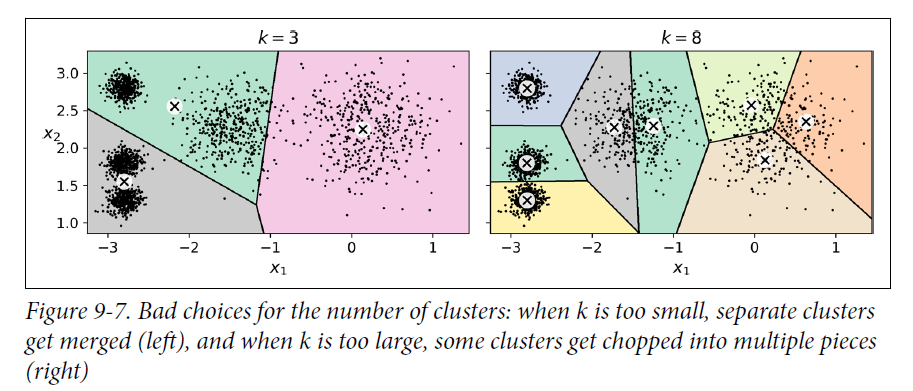 k = 3
k = 8
3.0
2.5
x2
2.0
1.5
1.0
−3
−2
−1
0
1
x1
−3
−2
−1
0
1
x1
Figure 9-7. Bad choices for the number of clusters: when k is too small, separate clusters
get merged (left), and when k is too large, some clusters get chopped into multiple pieces
(right)